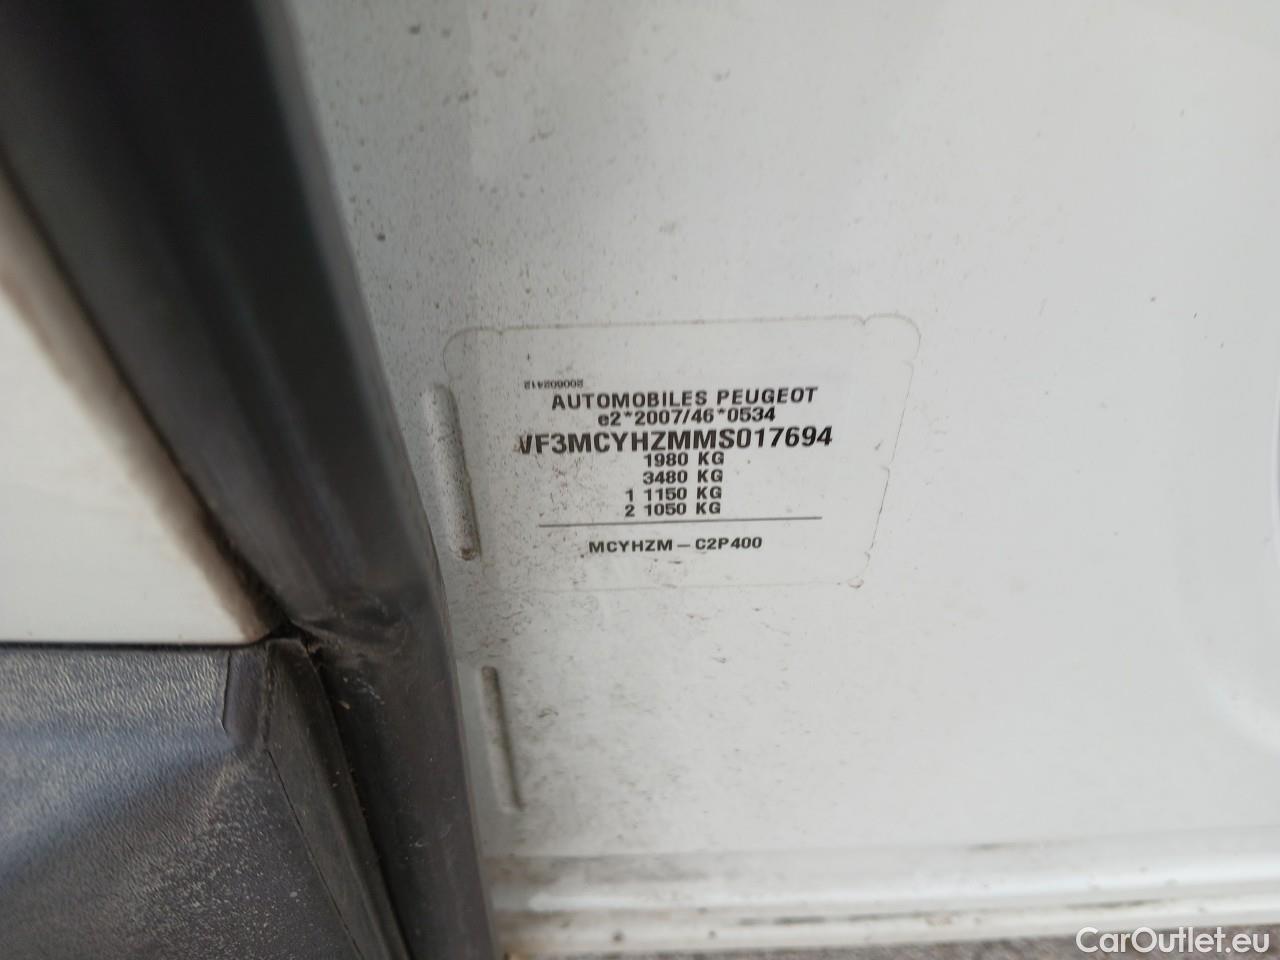 200602412
AUTOMOBILES PEUGEOT
e2*2007/46*0534
VF3MCYHZMMS017694
1980 KG
3480 KG
1 1150 KG
2 1050 KG
MCYHZM - C2P400
CarOutlet.eu